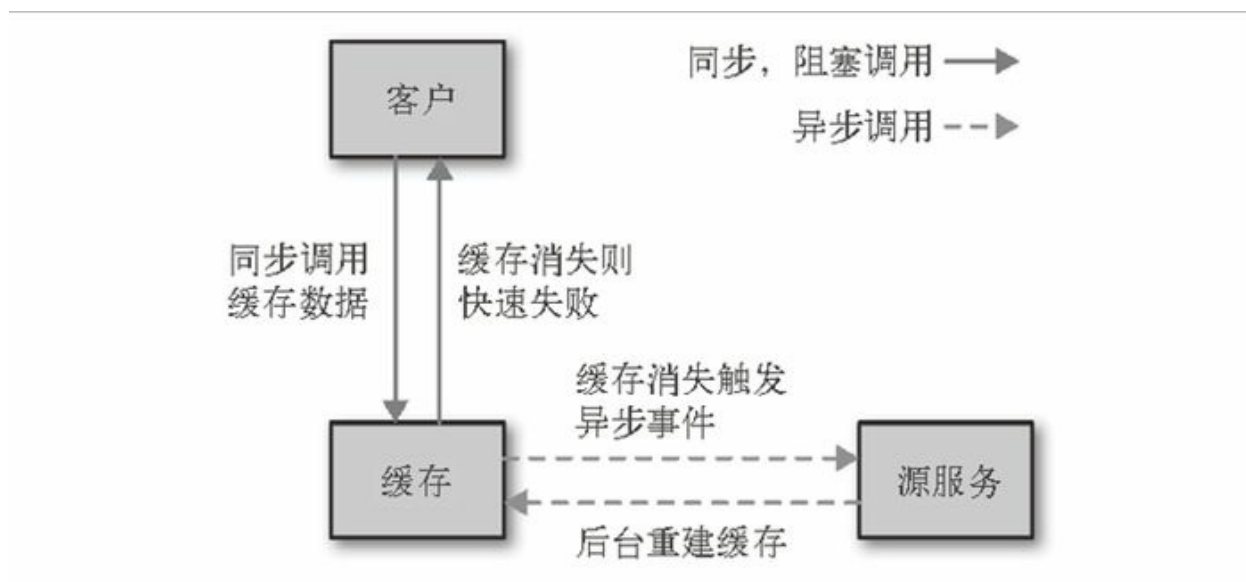 客户
同步，阻塞调用
异步调用
同步调用
缓存数据
缓存消失则
快速失败
缓存消失触发
异步事件
缓存
源服务
后台重建缓存